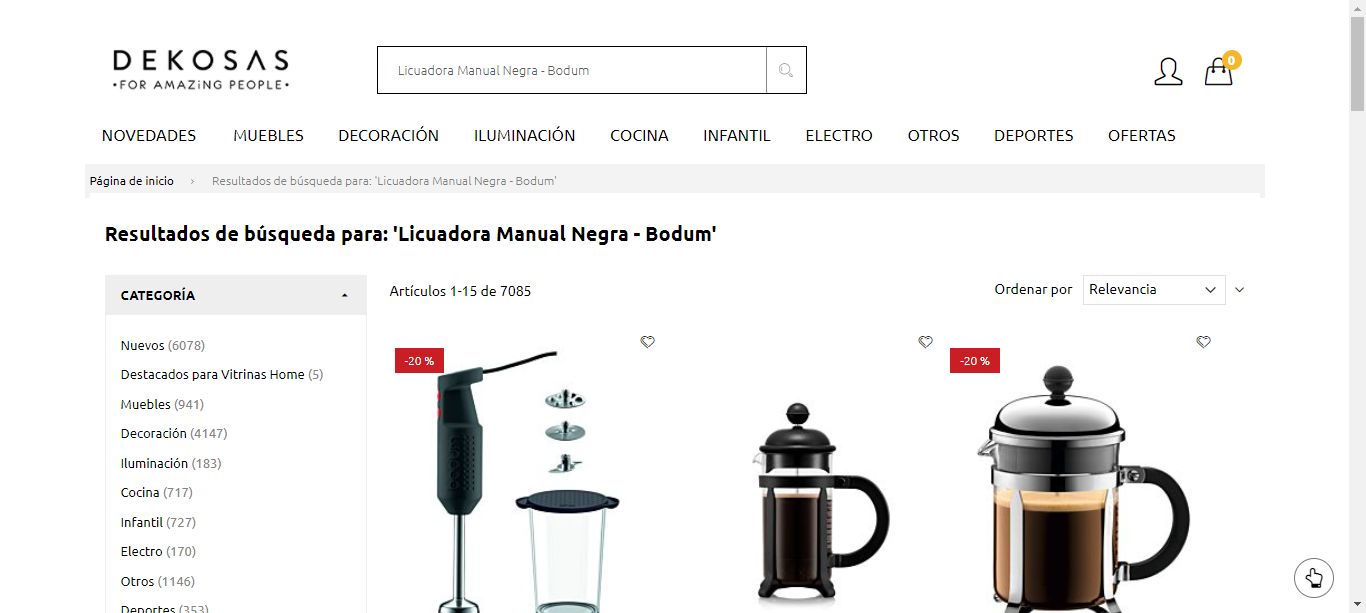 DEKOSAS
•FOR AMAZiNG PEOPLE•
Licuadora Manual Negra - Bodum
0
NOVEDADES MUEBLES DECORACIÓN ILUMINACIÓN COCINA INFANTIL ELECTRO OTROS DEPORTES OFERTAS
Página de inicio › Resultados de búsqueda para: 'Licuadora Manual Negra - Bodum'
Resultados de búsqueda para: 'Licuadora Manual Negra - Bodum'
CATEGORÍA
Artículos 1-15 de 7085
Ordenar por Relevancia
Nuevos (6078)
Destacados para Vitrinas Home (5)
Muebles (941)
Decoración (4147)
Iluminación (183)
Cocina (717)
Infantil (727)
Electro (170)
Otros (1146)
Deportes (353)
-20 %
-20 %